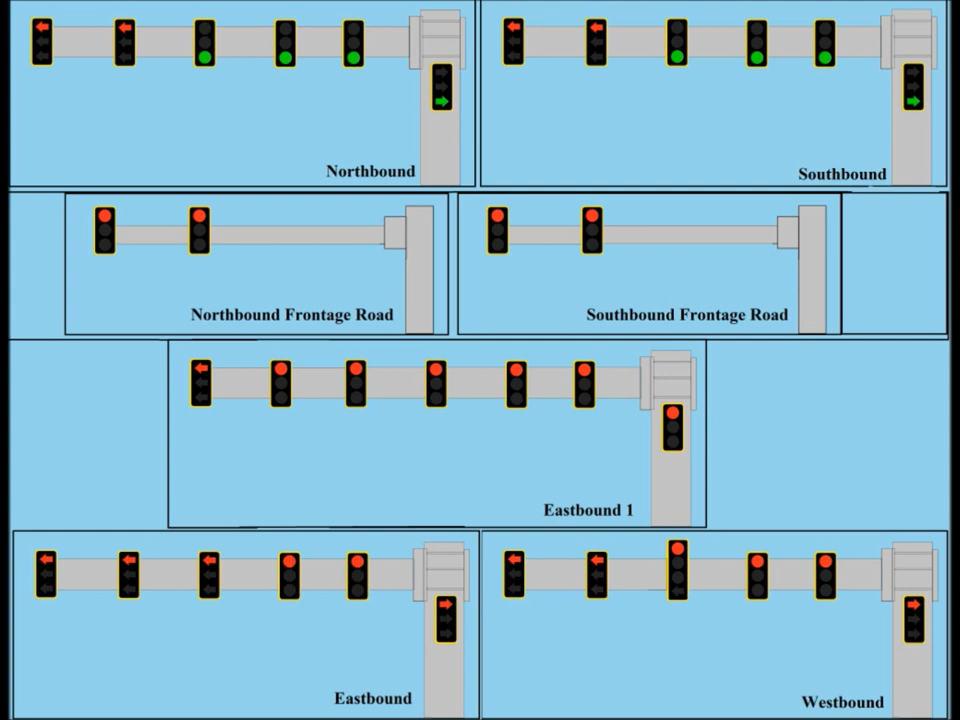 Northbound
Southbound
Northbound Frontage Road
Southbound Frontage Road
Eastbound 1
Eastbound
Westbound